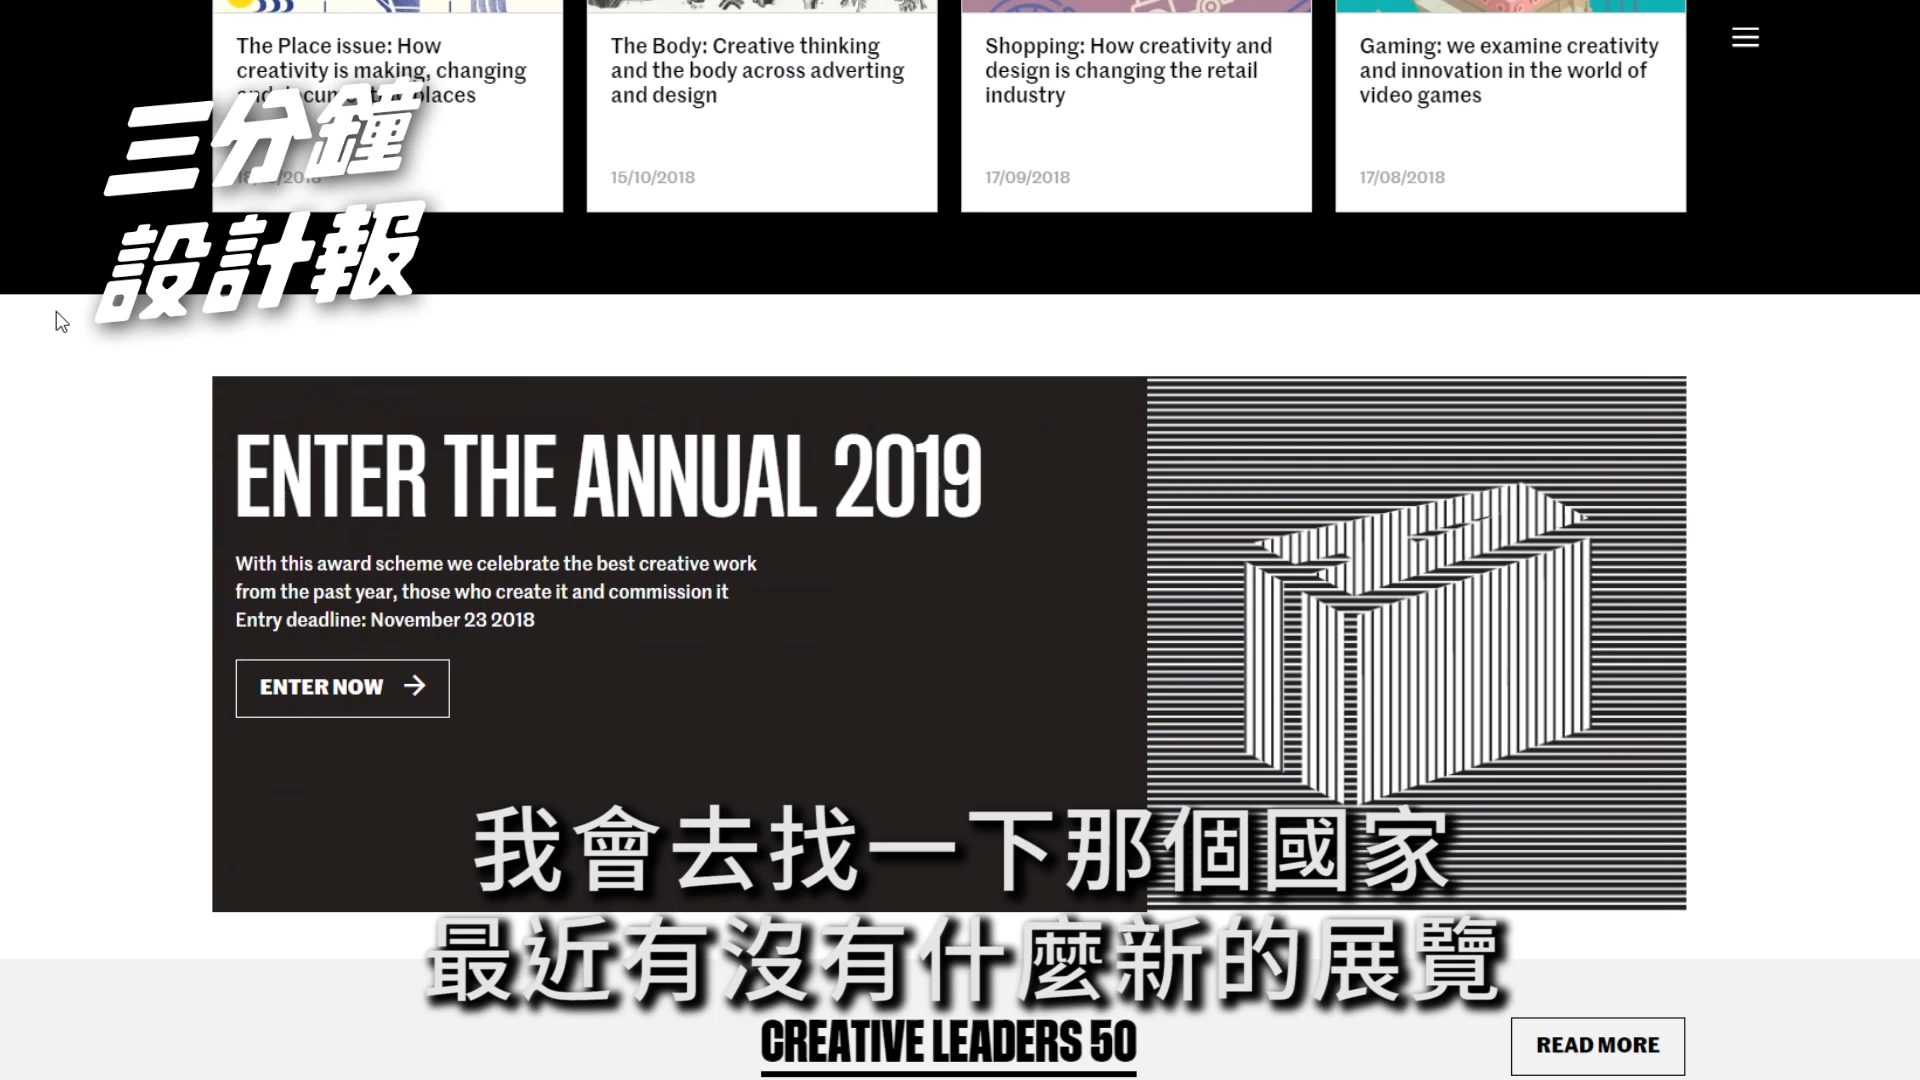 The Place issue: How
creativity is making, changing
places
The Body: Creative thinking
and the body across adverting
and design
15/10/2018
Shopping: How creativity and
design is changing the retail
industry
17/09/2018
Gaming: we examine creativity
and innovation in the world of
video games
17/08/2018
三分鐘
設計報
ENTER THE ANNUAL 2019
With this award scheme we celebrate the best creative work
from the past year, those who create it and commission it
Entry deadline: November 23 2018
ENTER NOW →
我會去找一下那個國家
最近有沒有什麼新的展覽
CREATIVE LEADERS 50
READ MORE